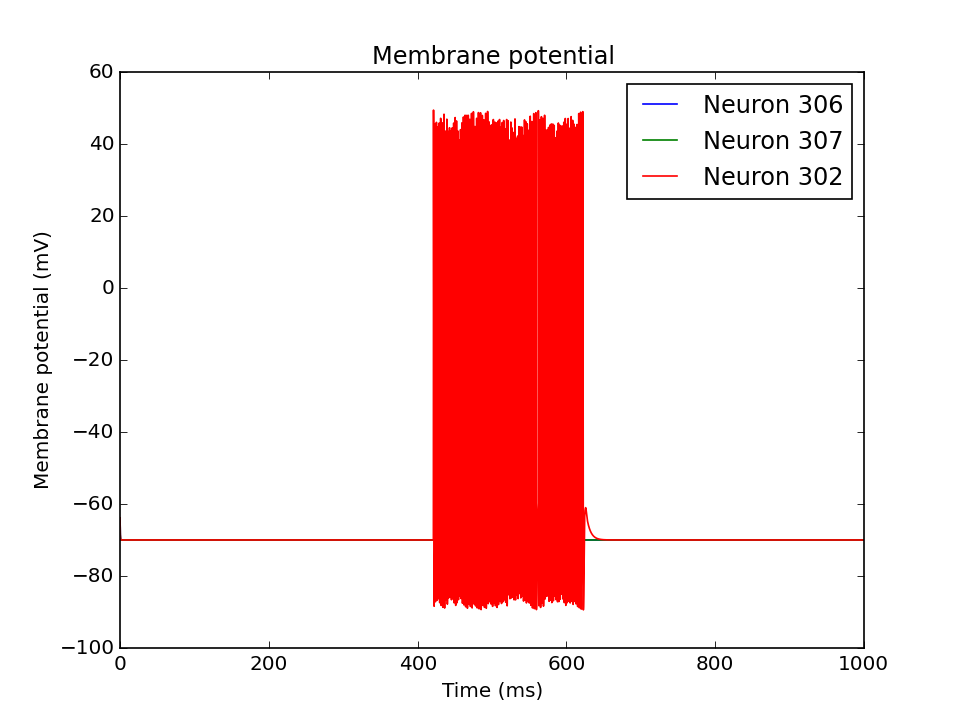 Membrane potential
Neuron 306
Neuron 307
Neuron 302
Membrane potential (mV)
60
40
20
0
−20
−40
−60
−80
−100
0 200 400 600 800 1000
Time (ms)